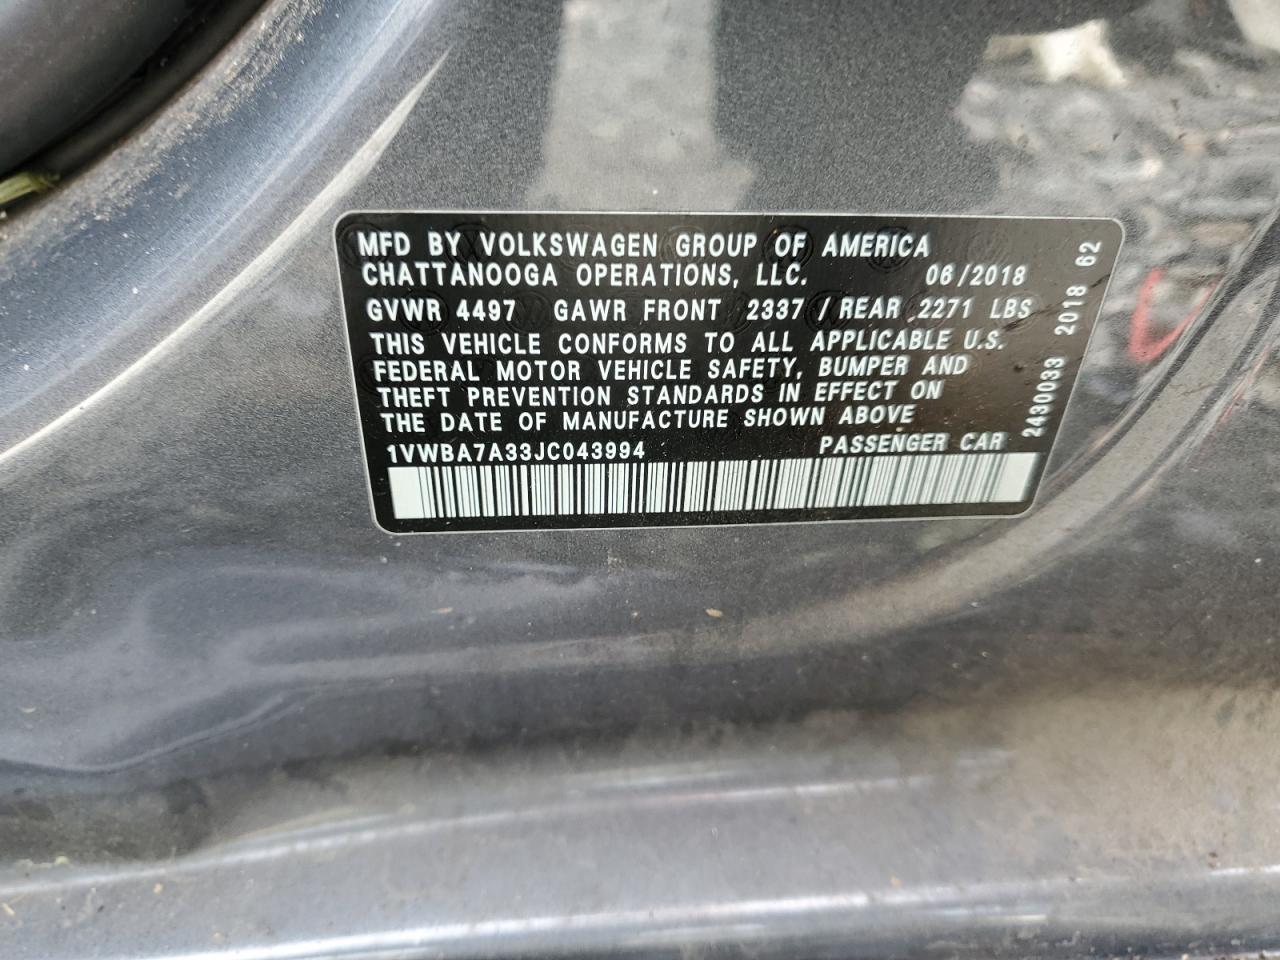 MFD BY VOLKSWAGEN GROUP OF AMERICA
CHATTANOOGA OPERATIONS, LLC. 06/2018
GVWR 4497 GAWR FRONT 2337 / REAR 2271 LBS
THIS VEHICLE CONFORMS TO ALL APPLICABLE U.S.
FEDERAL MOTOR VEHICLE SAFETY, BUMPER AND
THEFT PREVENTION STANDARDS IN EFFECT ON
THE DATE OF MANUFACTURE SHOWN ABOVE
1VWBA7A33JC043994 PASSENGER CAR
2430033 2018 62